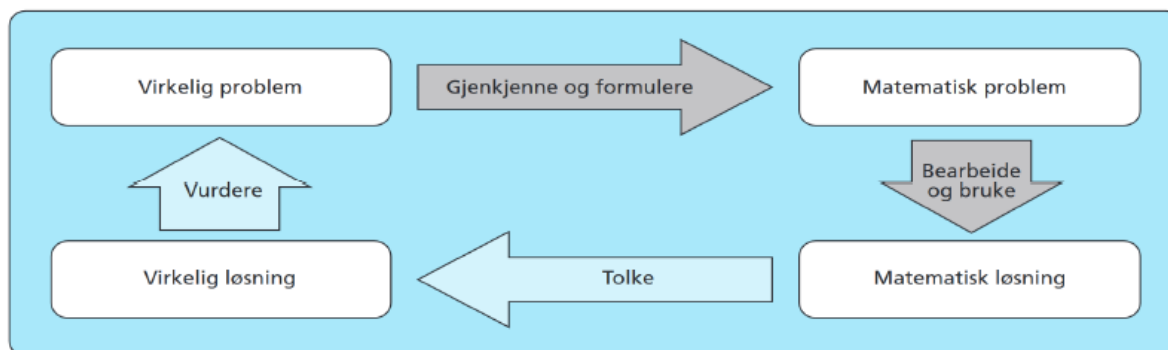 Virkelig problem
Gjenkjenne og formulere
Matematisk problem
Vurdere
Bearbeide
og bruke
Virkelig løsning
Tolke
Matematisk løsning